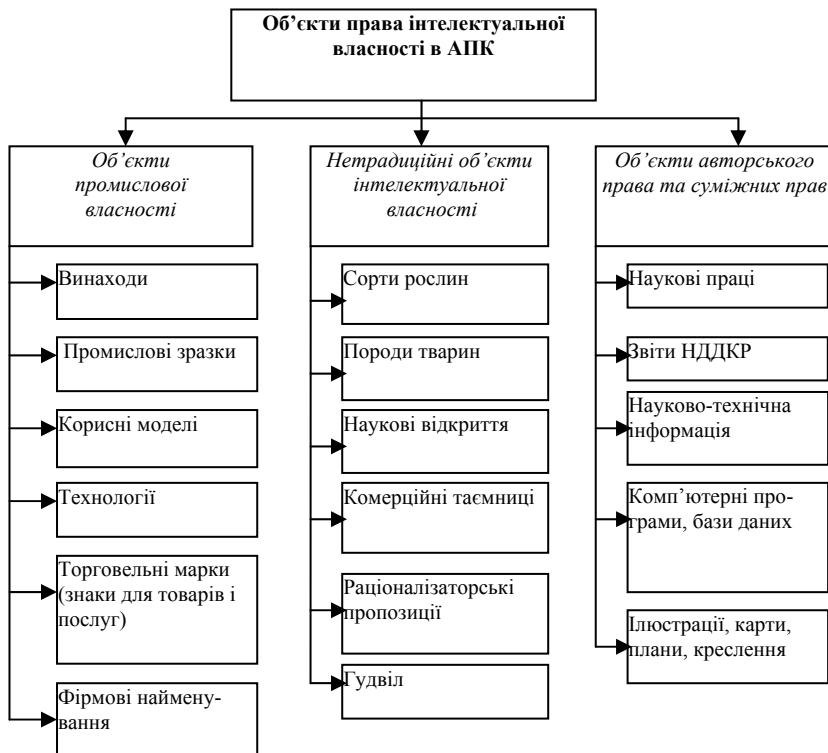 Об’єкти права інтелектуальної
власності в АПК
Об’єкти
промислової
власності
Винаходи
Промислові зразки
Корисні моделі
Технології
Торговельні марки
(знаки для товарів і
послуг)
Фірмові наймену-
вання
Нетрадиційні об’єкти
інтелектуальної
власності
Сорти рослин
Породи тварин
Наукові відкриття
Комерційні таємниці
Раціоналізаторські
пропозиції
Гудвіл
Об’єкти авторського
права та суміжних прав
Наукові праці
Звіти НДДКР
Науково-технічна
інформація
Комп’ютерні про-
грами, бази даних
Ілюстрації, карти,
плани, креслення